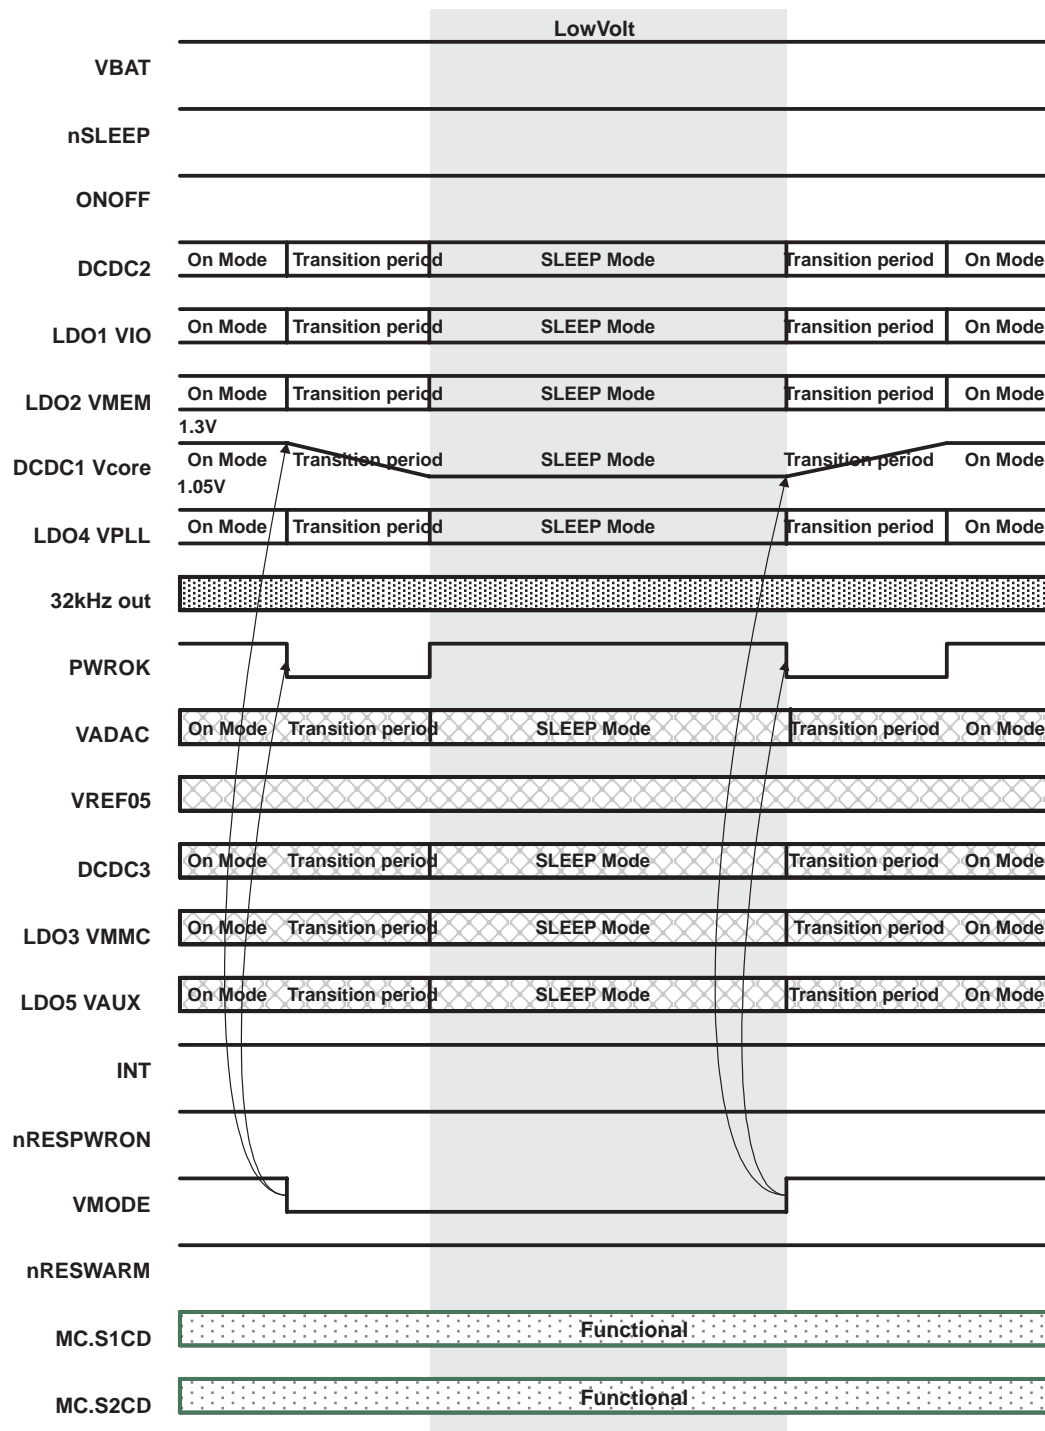 LowVolt
VBAT
nSLEEP
ONOFF
DCDC2 On Mode Transition period SLEEP Mode Transition period On Mode
LDO1 VIO On Mode Transition period SLEEP Mode Transition period On Mode
LDO2 VMEM On Mode Transition period SLEEP Mode Transition period On Mode
1.3V
DCDC1 Vcore On Mode Transition period SLEEP Mode Transition period On Mode
1.05V
LDO4 VPLL On Mode Transition period SLEEP Mode Transition period On Mode
32kHz out
PWROK
VADAC On Mode Transition period SLEEP Mode Transition period On Mode
VREF05
DCDC3 On Mode Transition period SLEEP Mode Transition period On Mode
LDO3 VMMC On Mode Transition period SLEEP Mode Transition period On Mode
LDO5 VAUX On Mode Transition period SLEEP Mode Transition period On Mode
INT
nRESPWRON
VMODE
nRESWARM
MC.S1CD Functional
MC.S2CD Functional